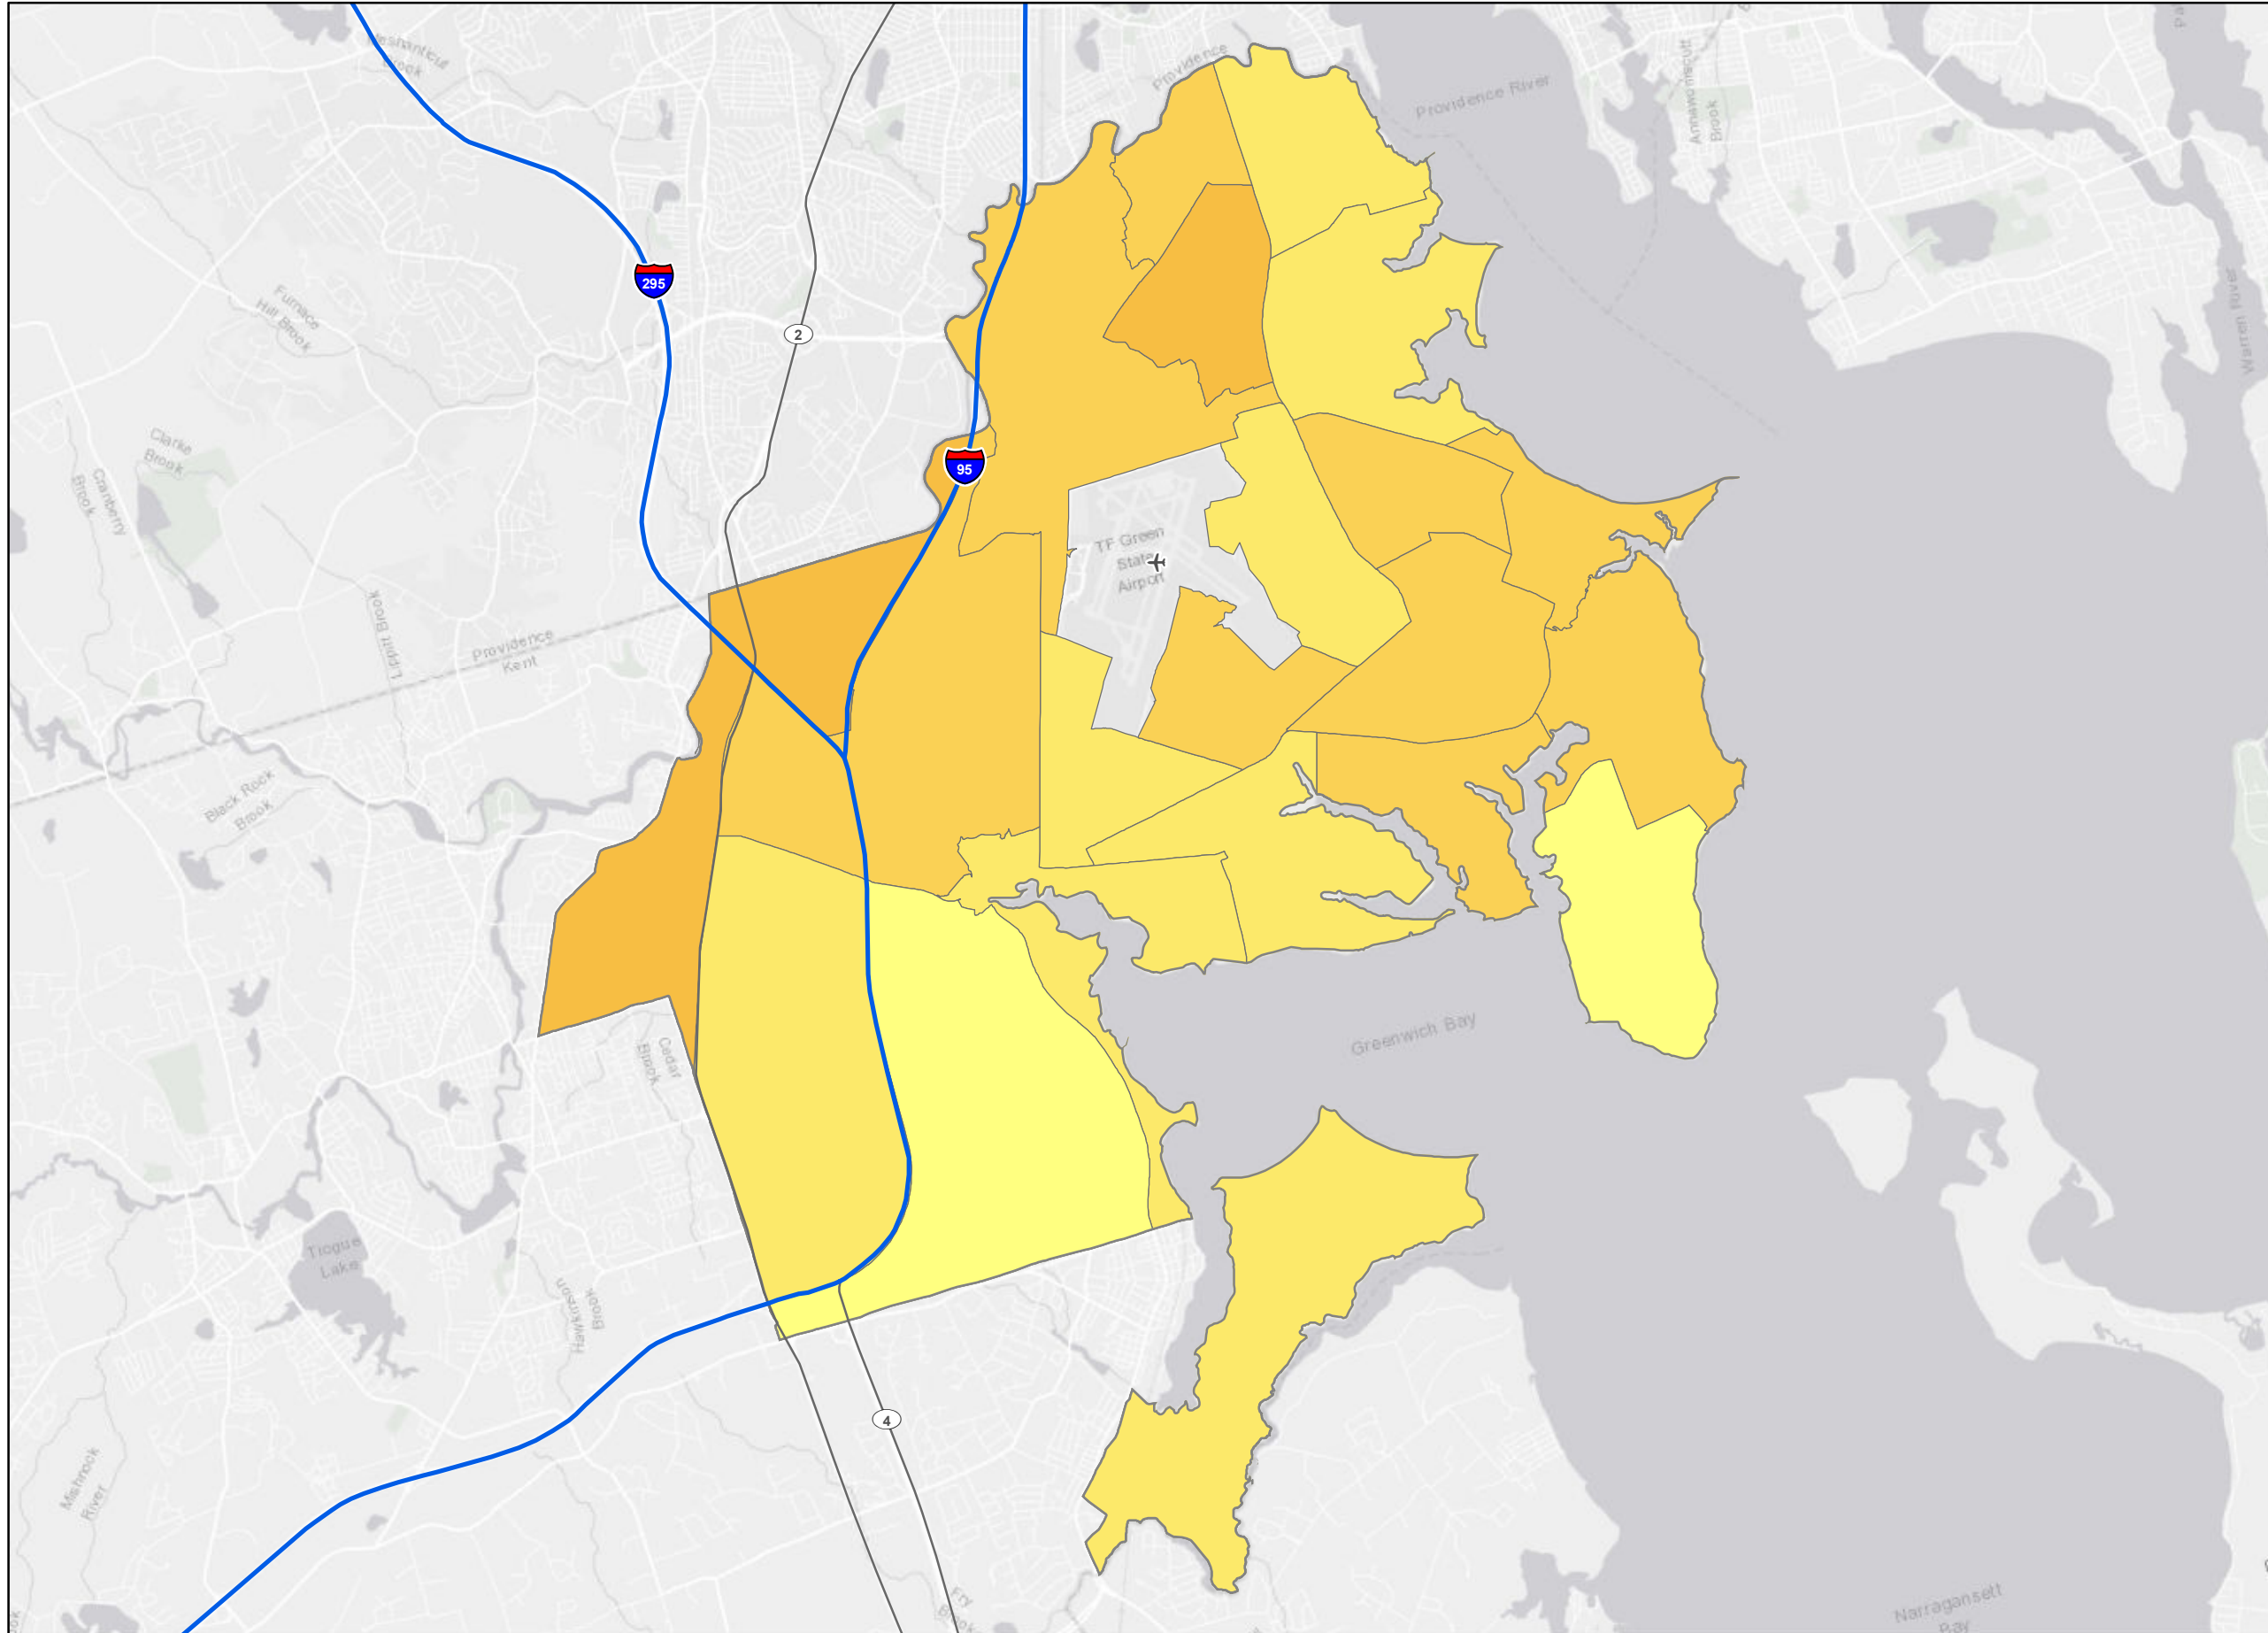 Meshanticut
Brook
Providence
Providence River
Annawomscutt
Brook
295
2
Furnace
Hill Brook
Warren River
Clarke
Brook
Cranberry
Brook
95
TF Green
State
Airport
Lippitt Brook
Providence
Kent
Black Rock
Brook
Greenwich Bay
Cedar
Brook
Tiogue
Lake
Hawkinson
Brook
4
Mishnock
River
Fry
Brook
Narragansett
Bay